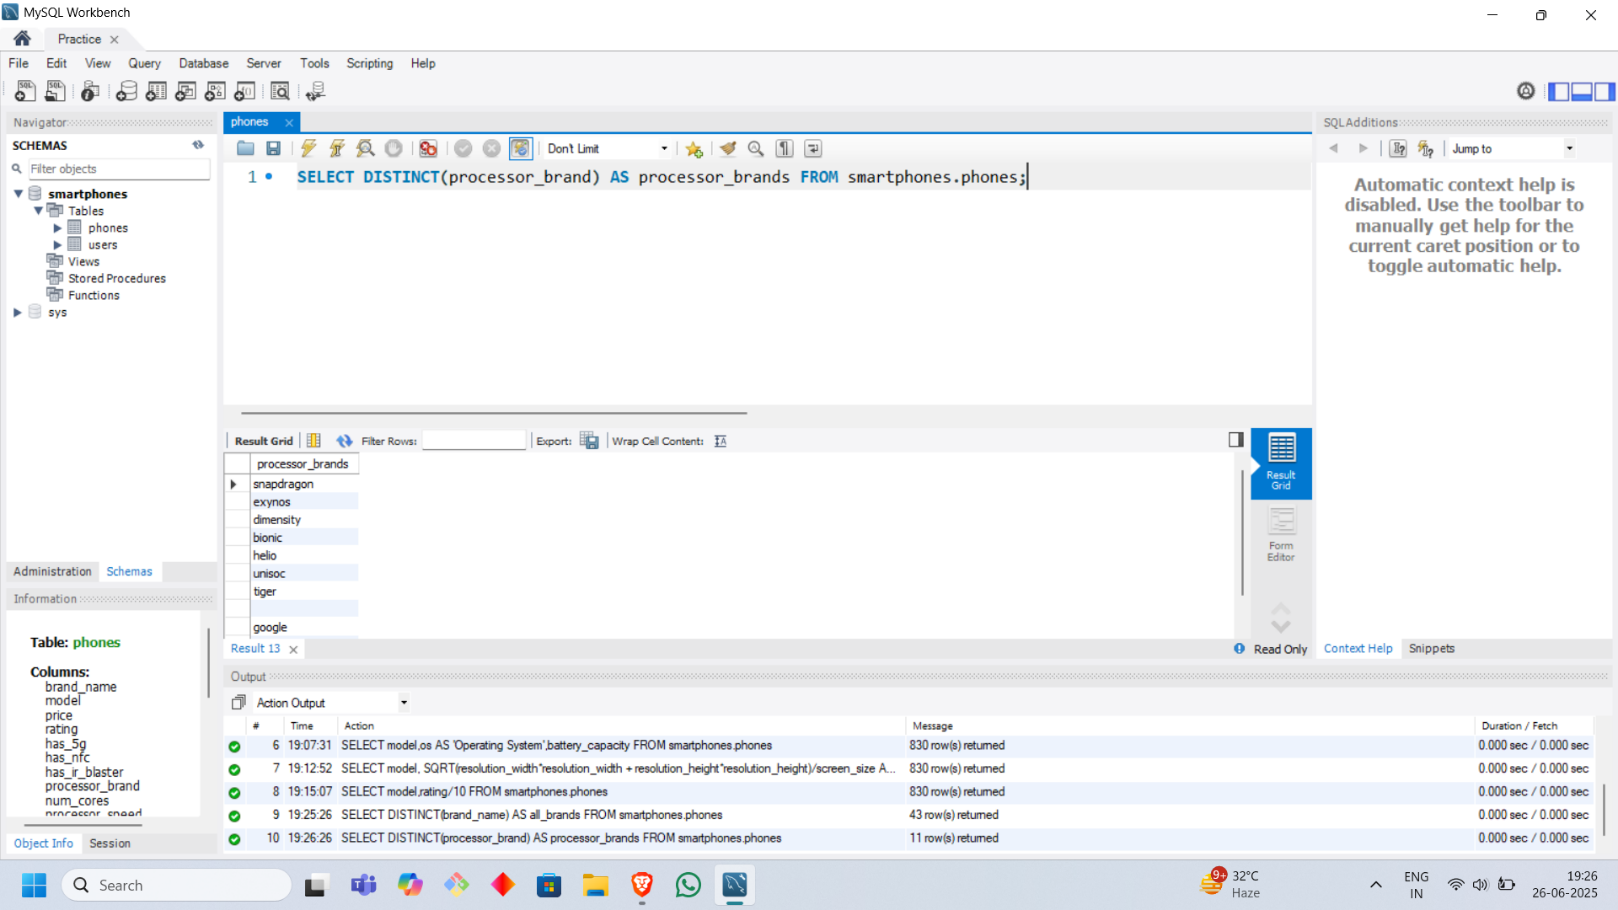 MySQL Workbench
Practice
File Edit View Query Database Server Tools Scripting Help
Navigator
SCHEMAS
Filter objects
smartphones
Tables
phones
users
Views
Stored Procedures
Functions
sys
Administration Schemas
Information
Table: phones
Columns:
brand_name
model
price
rating
has_5g
has_nfc
has_ir_blaster
processor_brand
num_cores
processor_speed
Object Info Session
phones
Don't Limit
1 SELECT DISTINCT(processor_brand) AS processor_brands FROM smartphones.phones;
Result Grid Filter Rows: Export: Wrap Cell Content:
processor_brands
snapdragon
exynos
dimensity
bionic
helio
unisoc
tiger
google
Result Grid
Form Editor
Result 13
Read Only
SQLAdditions
Jump to
Automatic context help is
disabled. Use the toolbar to
manually get help for the
current caret position or to
toggle automatic help.
Context Help Snippets
Output
Action Output
# Time Action Message Duration / Fetch
6 19:07:31 SELECT model,os AS 'Operating System',battery_capacity FROM smartphones.phones 830 row(s) returned 0.000 sec / 0.000 sec
7 19:12:52 SELECT model, SQRT(resolution_width*resolution_width + resolution_height*resolution_height)/screen_size A... 830 row(s) returned 0.000 sec / 0.000 sec
8 19:15:07 SELECT model,rating/10 FROM smartphones.phones 830 row(s) returned 0.000 sec / 0.000 sec
9 19:25:26 SELECT DISTINCT(brand_name) AS all_brands FROM smartphones.phones 43 row(s) returned 0.000 sec / 0.000 sec
10 19:26:26 SELECT DISTINCT(processor_brand) AS processor_brands FROM smartphones.phones 11 row(s) returned 0.000 sec / 0.000 sec
Search
9+
32°C
Haze
ENG
IN
19:26
26-06-2025